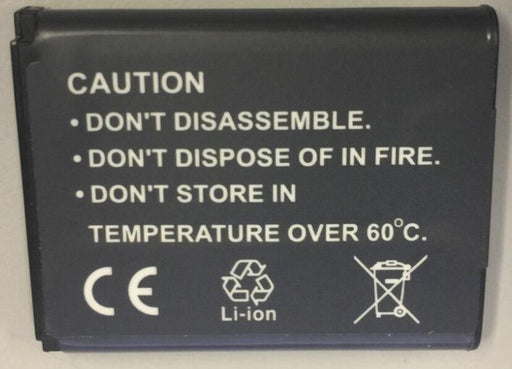 CAUTION
• DON'T DISASSEMBLE.
• DON'T DISPOSE OF IN FIRE.
• DON'T STORE IN
TEMPERATURE OVER 60°C.
CE
Li-ion